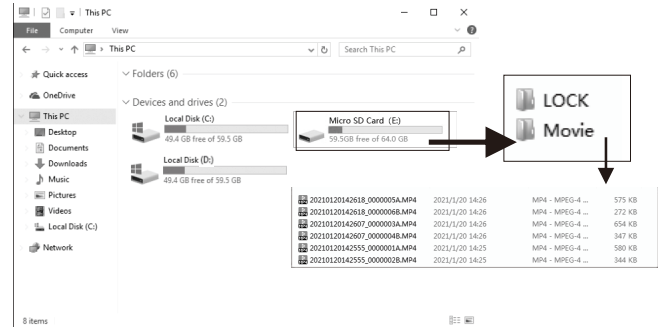 This PC
File Computer View
This PC
Search This PC
Quick access
OneDrive
This PC
Desktop
Documents
Downloads
Music
Pictures
Videos
Local Disk (C:)
Network
Folders (6)
Devices and drives (2)
Local Disk (C:)
49.4 GB free of 59.5 GB
Micro SD Card (E:)
59.5GB free of 64.0 GB
Local Disk (D:)
49.4 GB free of 59.5 GB
LOCK
Movie
20210120142618_0000005A.MP4 2021/1/20 14:26 MP4 - MPEG-4 ... 575 KB
20210120142618_0000006B.MP4 2021/1/20 14:26 MP4 - MPEG-4 ... 272 KB
20210120142607_0000003A.MP4 2021/1/20 14:26 MP4 - MPEG-4 ... 654 KB
20210120142607_0000004B.MP4 2021/1/20 14:26 MP4 - MPEG-4 ... 347 KB
20210120142555_0000001A.MP4 2021/1/20 14:25 MP4 - MPEG-4 ... 580 KB
20210120142555_0000002B.MP4 2021/1/20 14:25 MP4 - MPEG-4 ... 344 KB
8 items